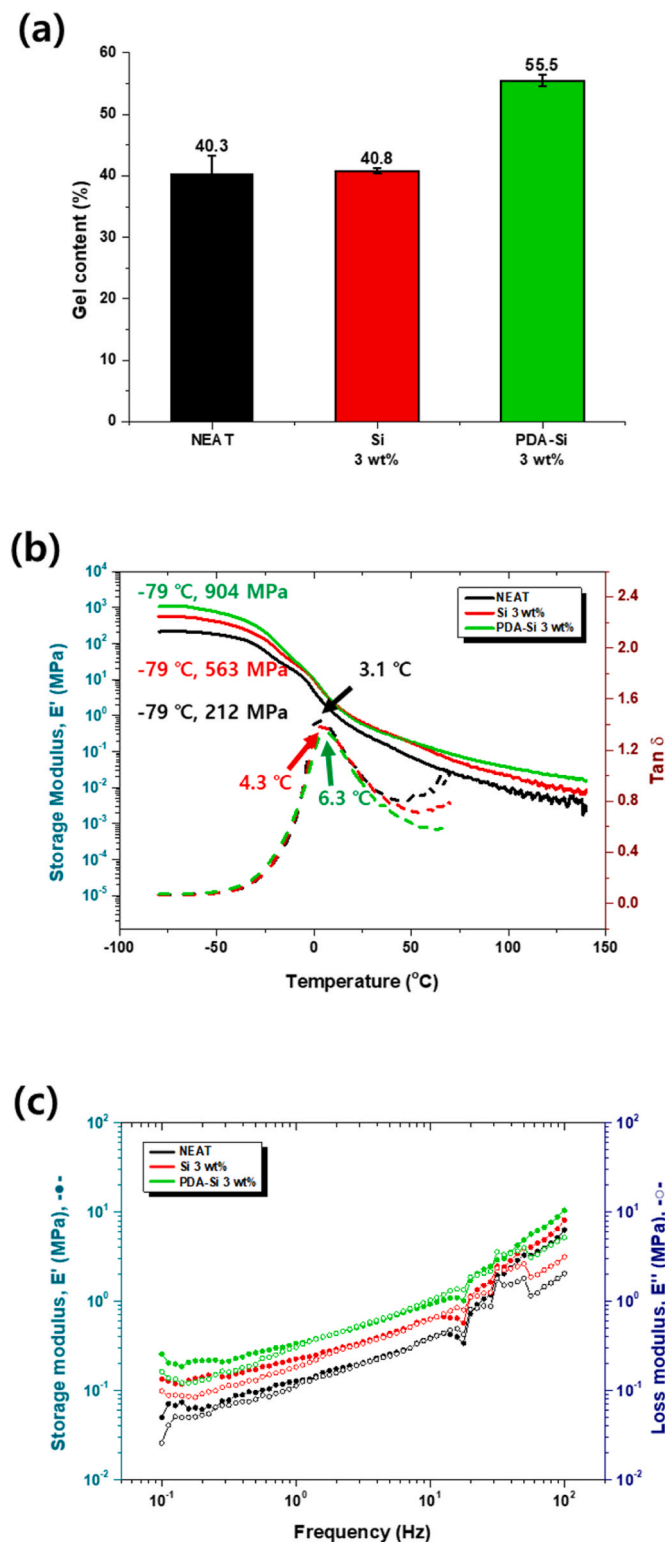 (a)
60
50
40
30
20
10
0
Gel content (%)
40.3
40.8
55.5
NEAT
Si
3 wt%
PDA-Si
3 wt%
(b)
10⁴
10³
10²
10¹
10⁰
10⁻¹
10⁻²
10⁻³
10⁻⁴
10⁻⁵
Storage Modulus, E' (MPa)
-79 ℃, 904 MPa
-79 ℃, 563 MPa
-79 ℃, 212 MPa
3.1 ℃
4.3 ℃
6.3 ℃
NEAT
Si 3 wt%
PDA-Si 3 wt%
2.4
2.0
1.6
1.2
0.8
0.4
0.0
Tan δ
-100
-50
0
50
100
150
Temperature (°C)
(c)
10²
10¹
10⁰
10⁻¹
10⁻²
Storage modulus, E' (MPa), -●-
NEAT
Si 3 wt%
PDA-Si 3 wt%
10²
10¹
10⁰
10⁻¹
10⁻²
Loss modulus, E'' (MPa), -○-
10⁻¹
10⁰
10¹
10²
Frequency (Hz)